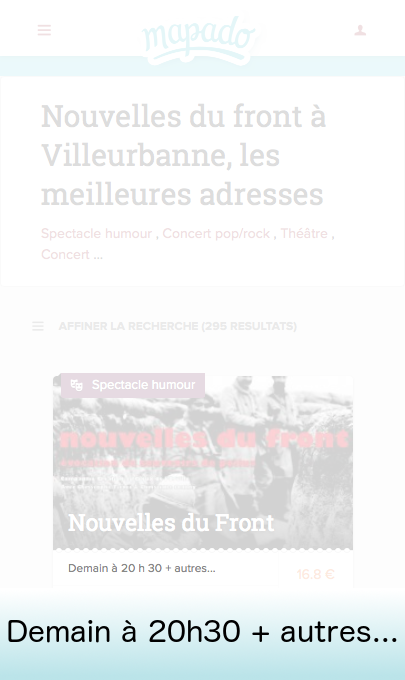 mapado
Nouvelles du front à
Villeurbanne, les
meilleures adresses
Spectacle humour , Concert pop/rock , Théâtre ,
Concert ...
AFFINER LA RECHERCHE (295 RESULTATS)
Spectacle humour
nouvelles du front
Nouvelles du Front
Demain à 20 h 30 + autres...
16.8 €
Demain à 20h30 + autres...